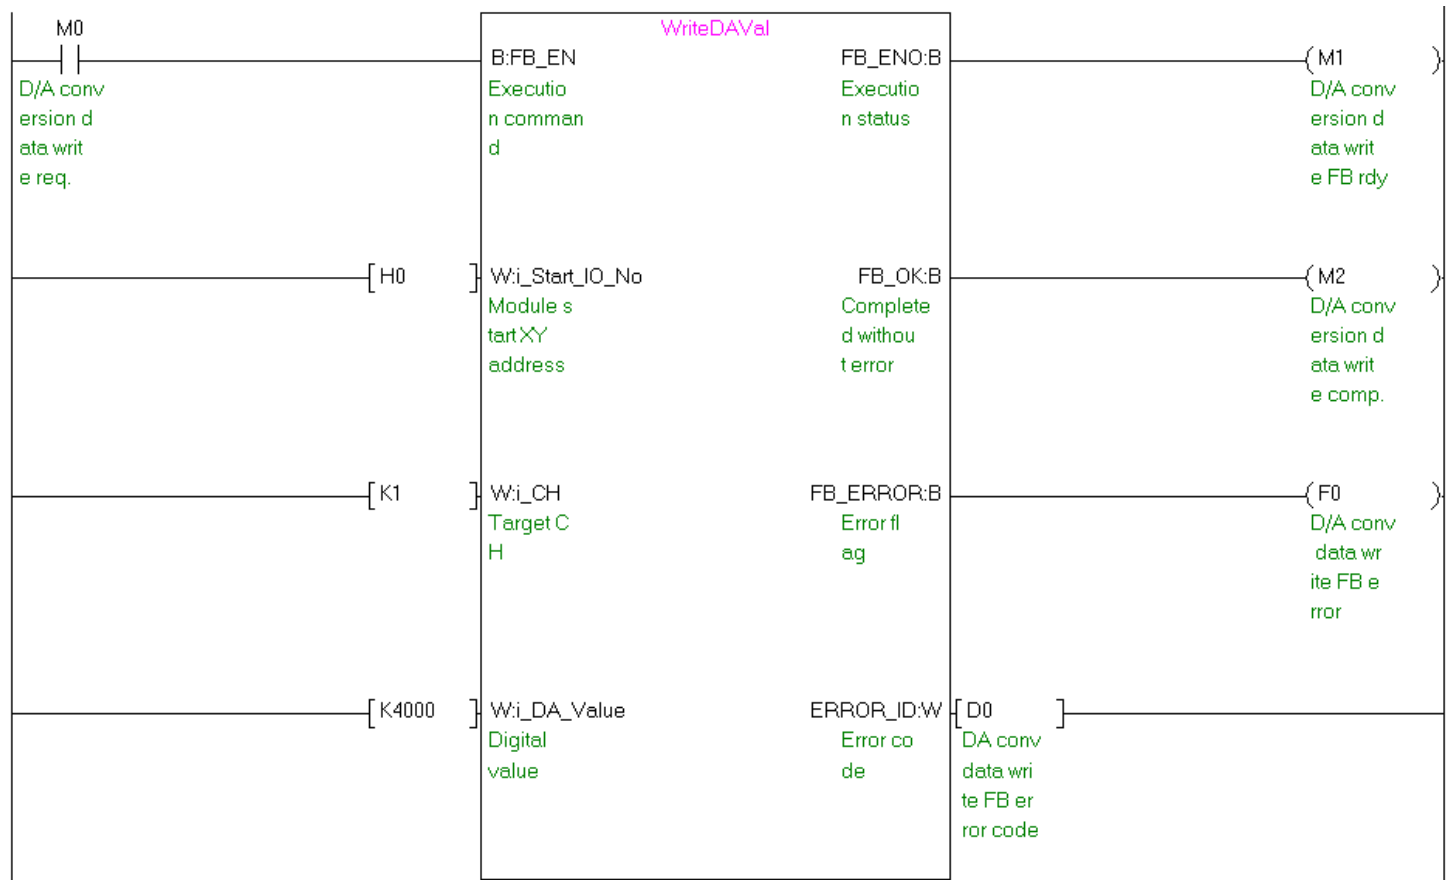 M0
WriteDAVal
B:FB_EN
FB_ENO:B
M1
D/A conv
ersion d
ata writ
e req.
Executio
n comman
d
Executio
n status
D/A conv
ersion d
ata writ
e FB rdy
H0
W:i_Start_IO_No
FB_OK:B
M2
Module s
tart XY
address
Complete
d withou
t error
D/A conv
ersion d
ata writ
e comp.
K1
W:i_CH
FB_ERROR:B
F0
Target C
H
Error fl
ag
D/A conv
data wr
ite FB e
rror
K4000
W:i_DA_Value
ERROR_ID:W
D0
Digital
value
Error co
de
DA conv
data wri
te FB er
ror code